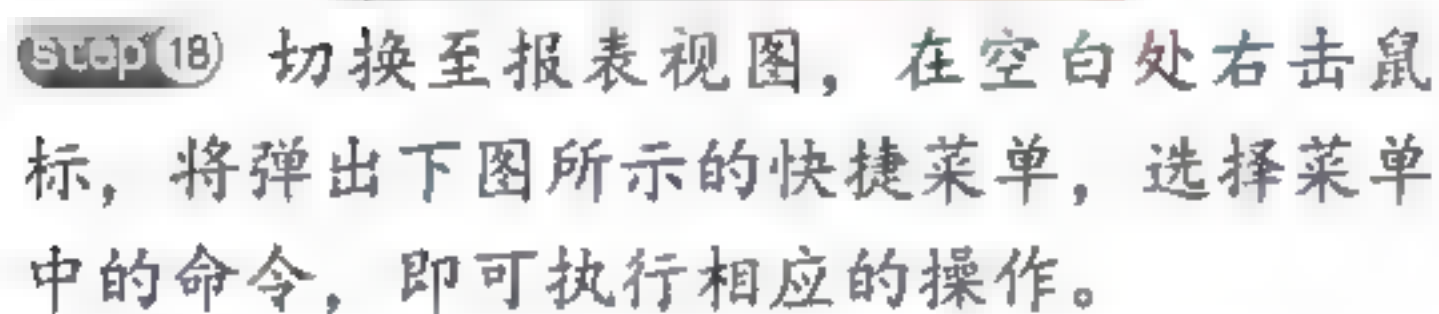 Step 18 切换至报表视图，在空白处右击鼠
标，将弹出下图所示的快捷菜单，选择菜单
中的命令，即可执行相应的操作。